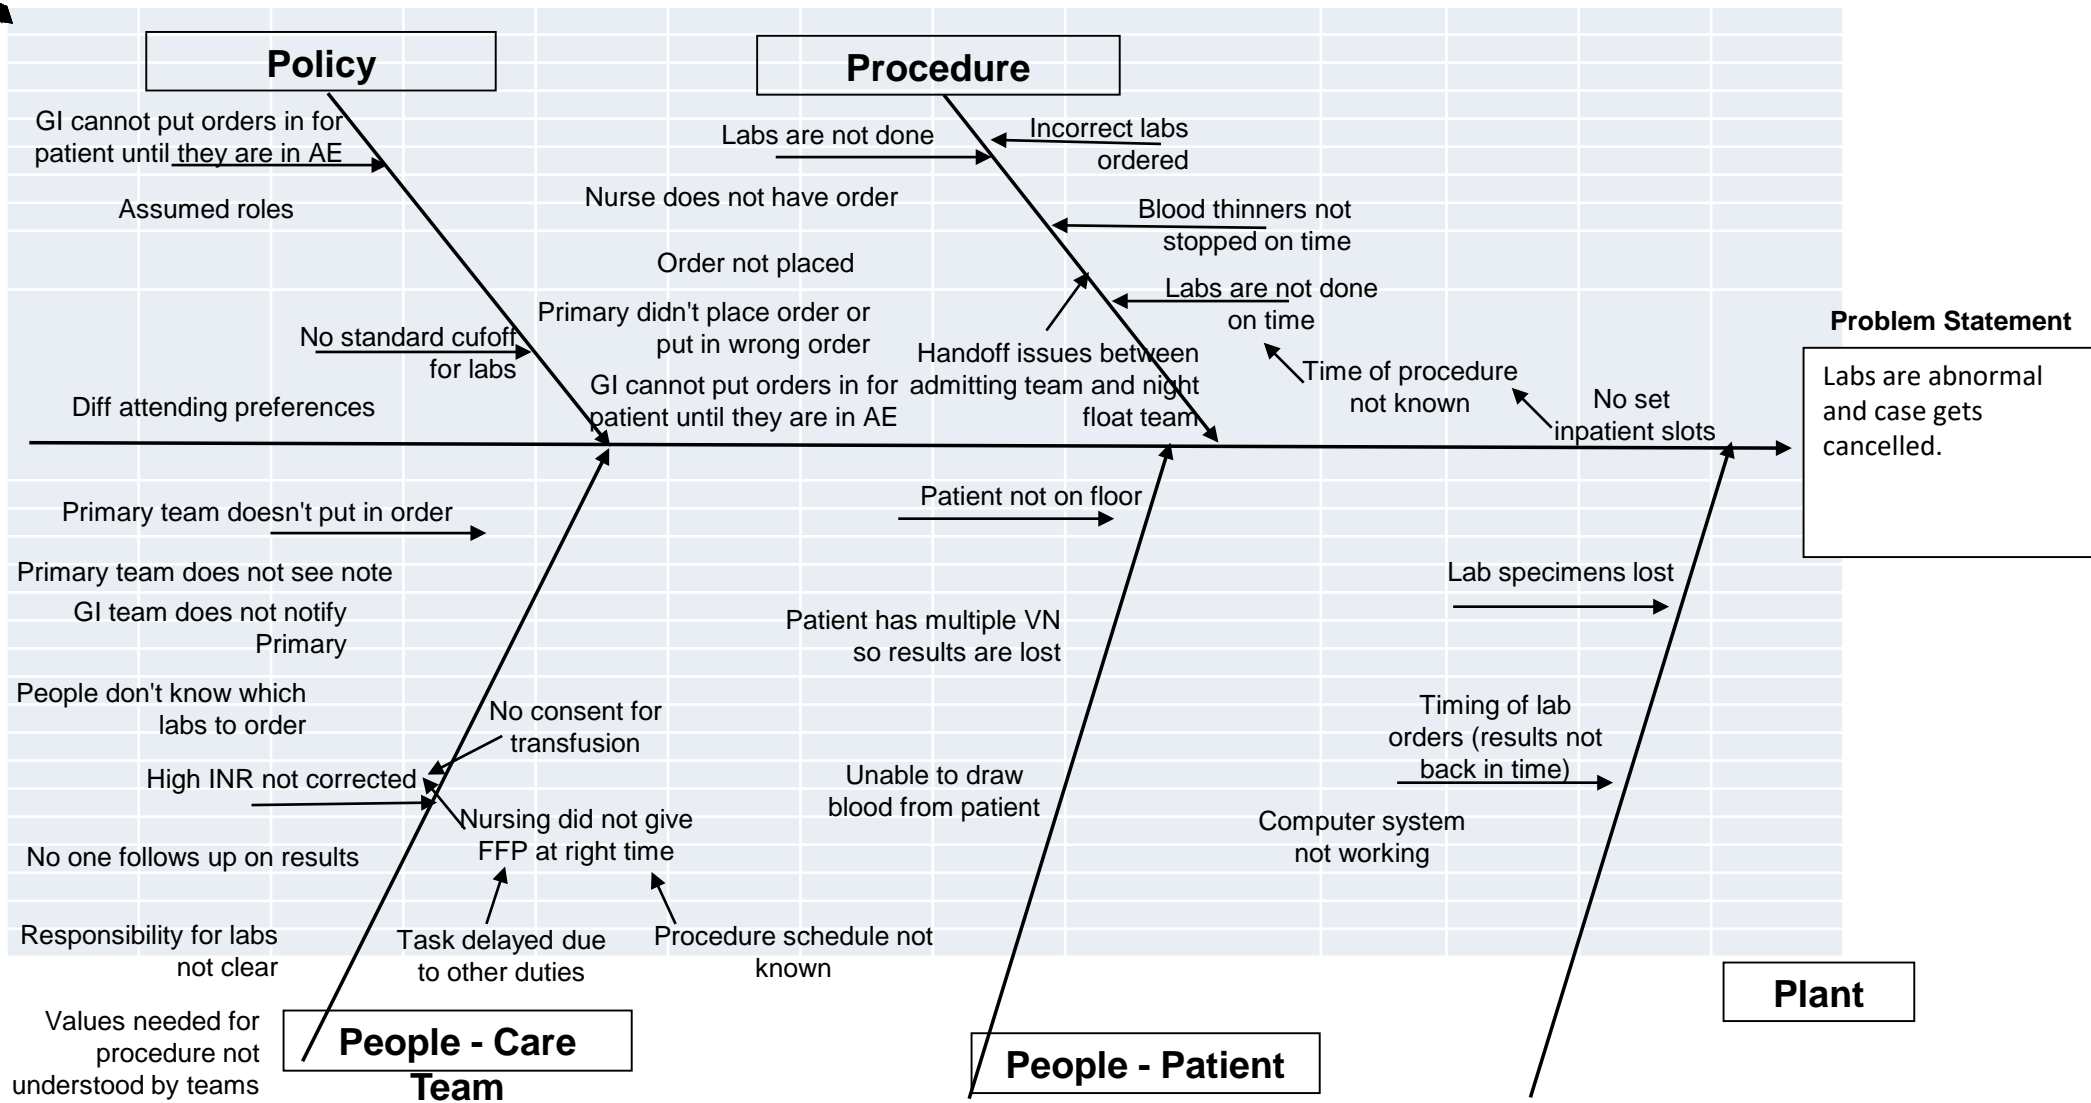 Policy
Procedure
GI cannot put orders in for
patient until they are in AE
Labs are not done
Incorrect labs
ordered
Assumed roles
Nurse does not have order
Blood thinners not
stopped on time
Order not placed
Labs are not done
on time
No standard cufoff
for labs
Primary didn't place order or
put in wrong order
Handoff issues between
admitting team and night
float team
Time of procedure
not known
No set
inpatient slots
Diff attending preferences
GI cannot put orders in for
patient until they are in AE
Problem Statement
Labs are abnormal
and case gets
cancelled.
Primary team doesn't put in order
Patient not on floor
Primary team does not see note
Lab specimens lost
GI team does not notify
Primary
Patient has multiple VN
so results are lost
People don't know which
labs to order
No consent for
transfusion
Timing of lab
orders (results not
back in time)
High INR not corrected
Unable to draw
blood from patient
Nursing did not give
FFP at right time
Computer system
not working
No one follows up on results
Responsibility for labs
not clear
Task delayed due
to other duties
Procedure schedule not
known
Plant
Values needed for
procedure not
understood by teams
People - Care
Team
People - Patient